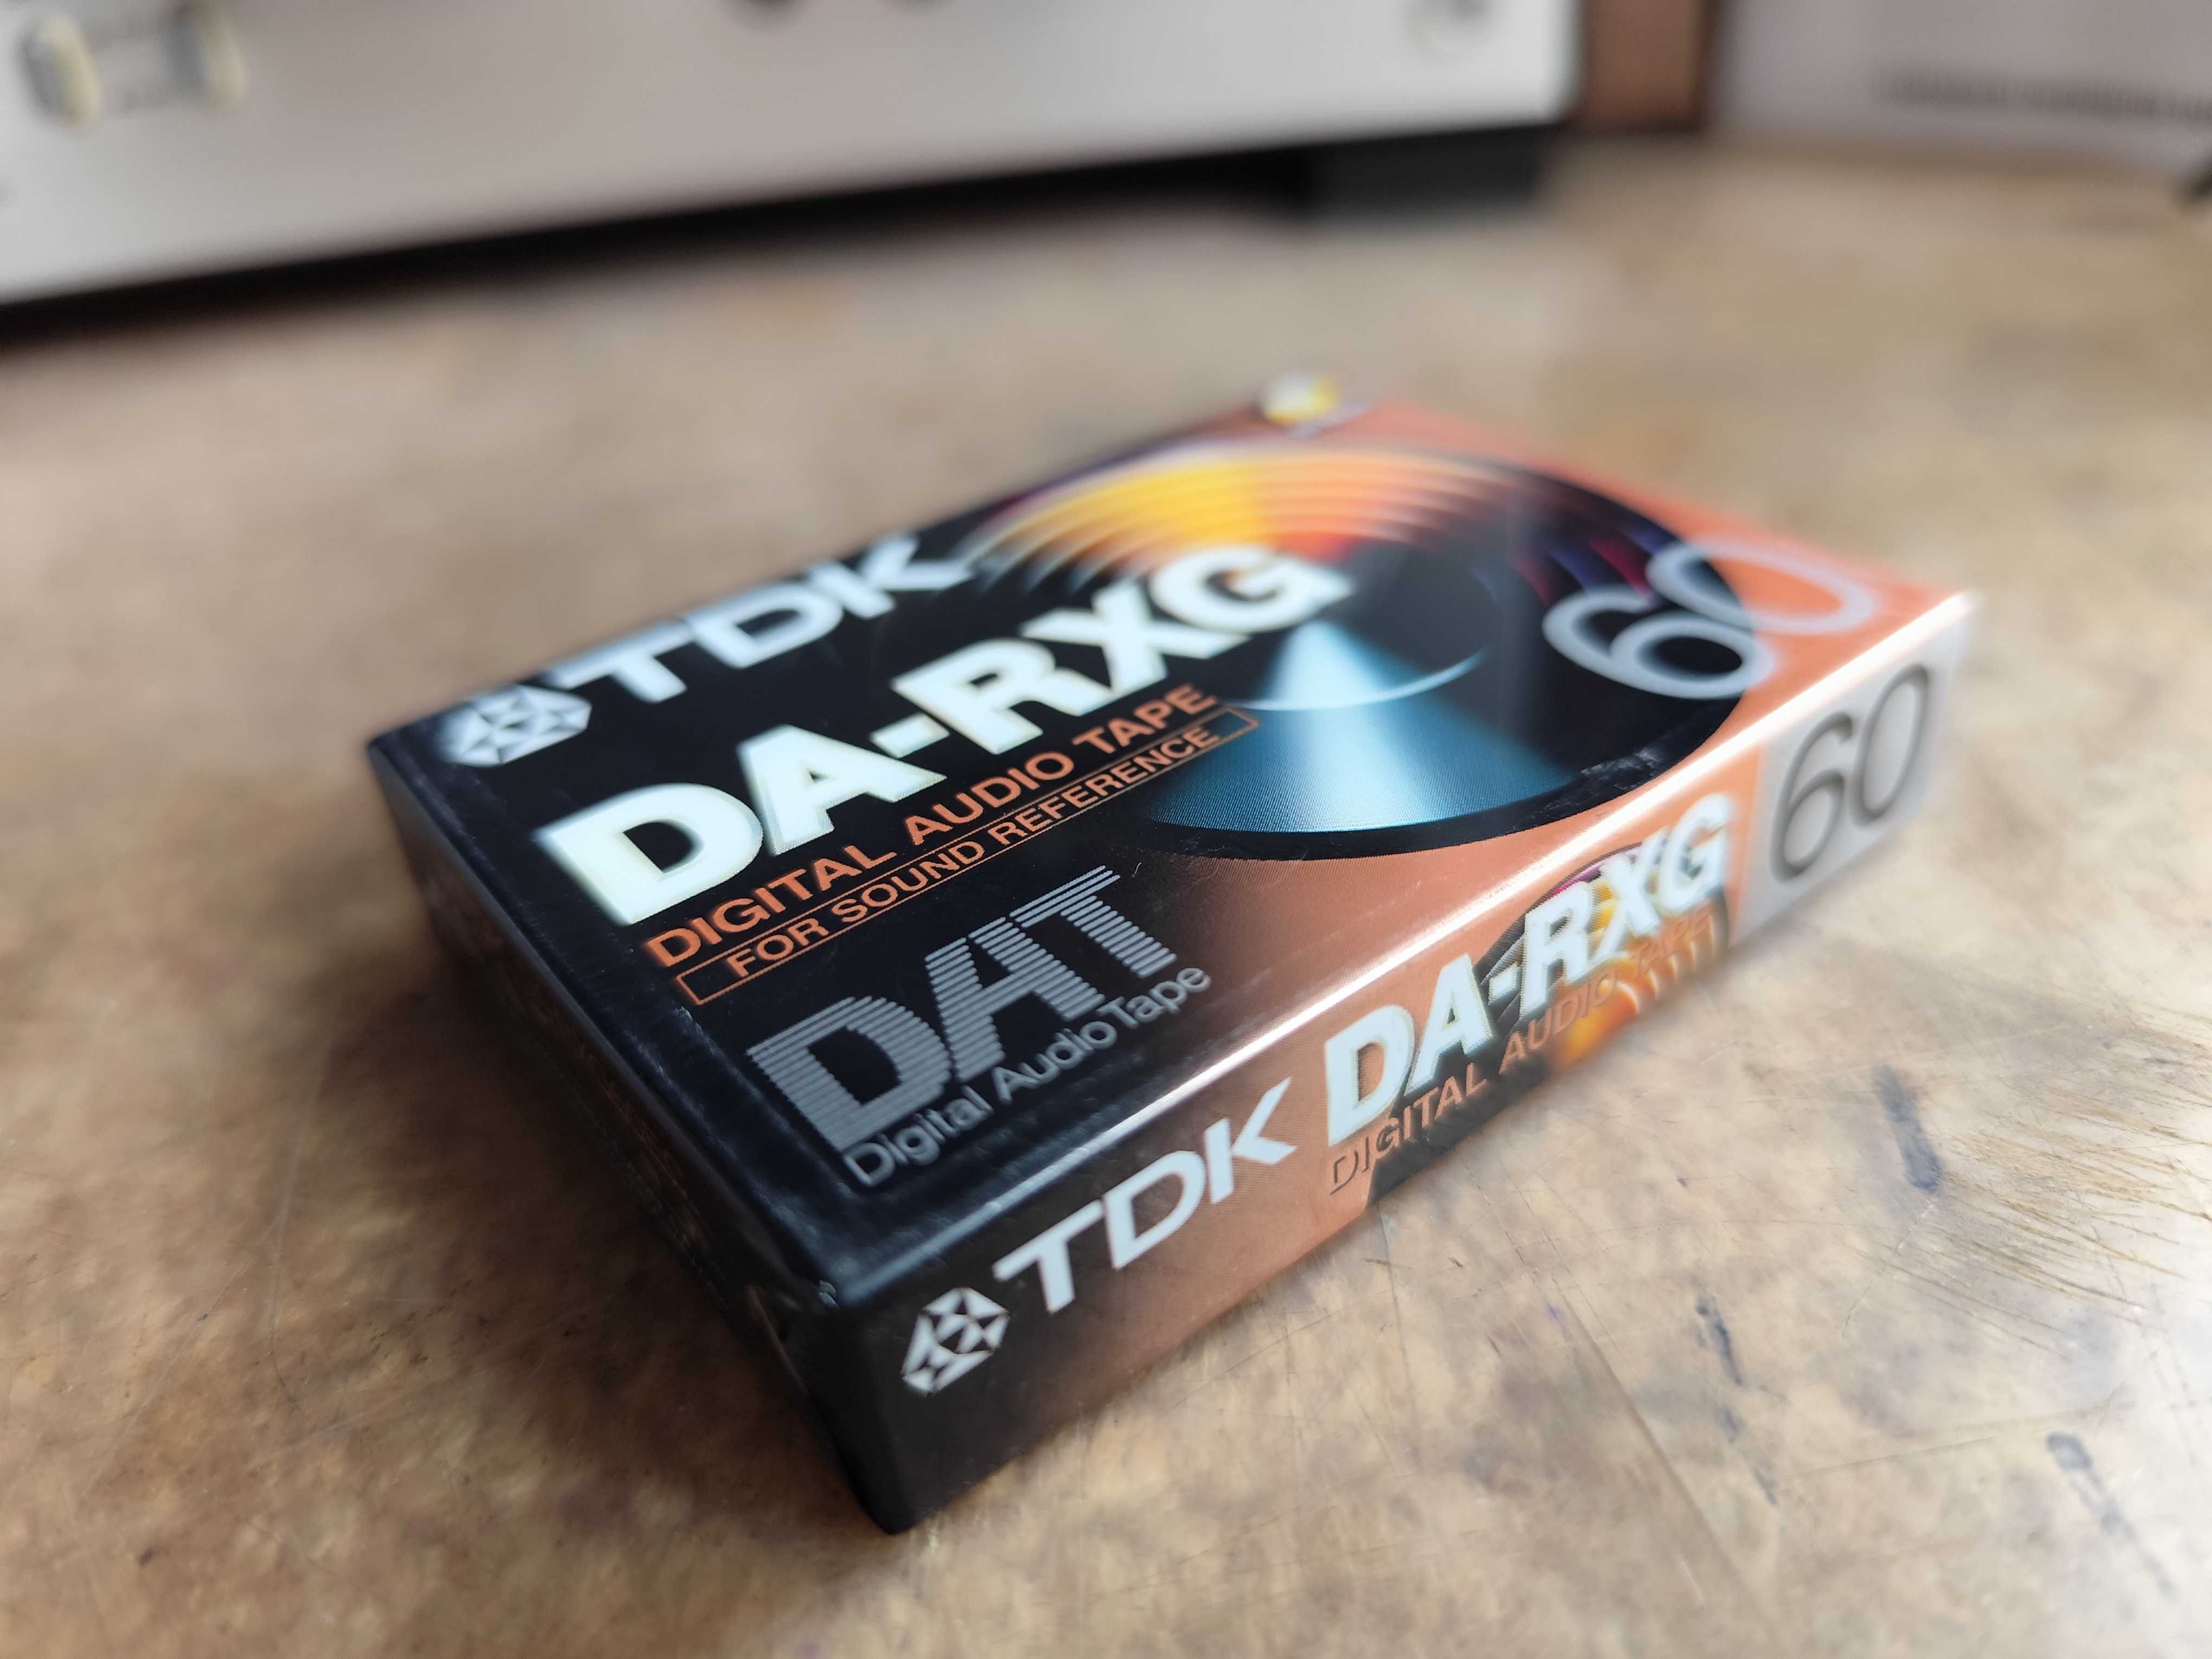 TDK
DA-RXG
DIGITAL AUDIO TAPE
FOR SOUND REFERENCE
60
DAT
Digital Audio Tape
TDK DA-RXG
DIGITAL AUDIO TAPE
60